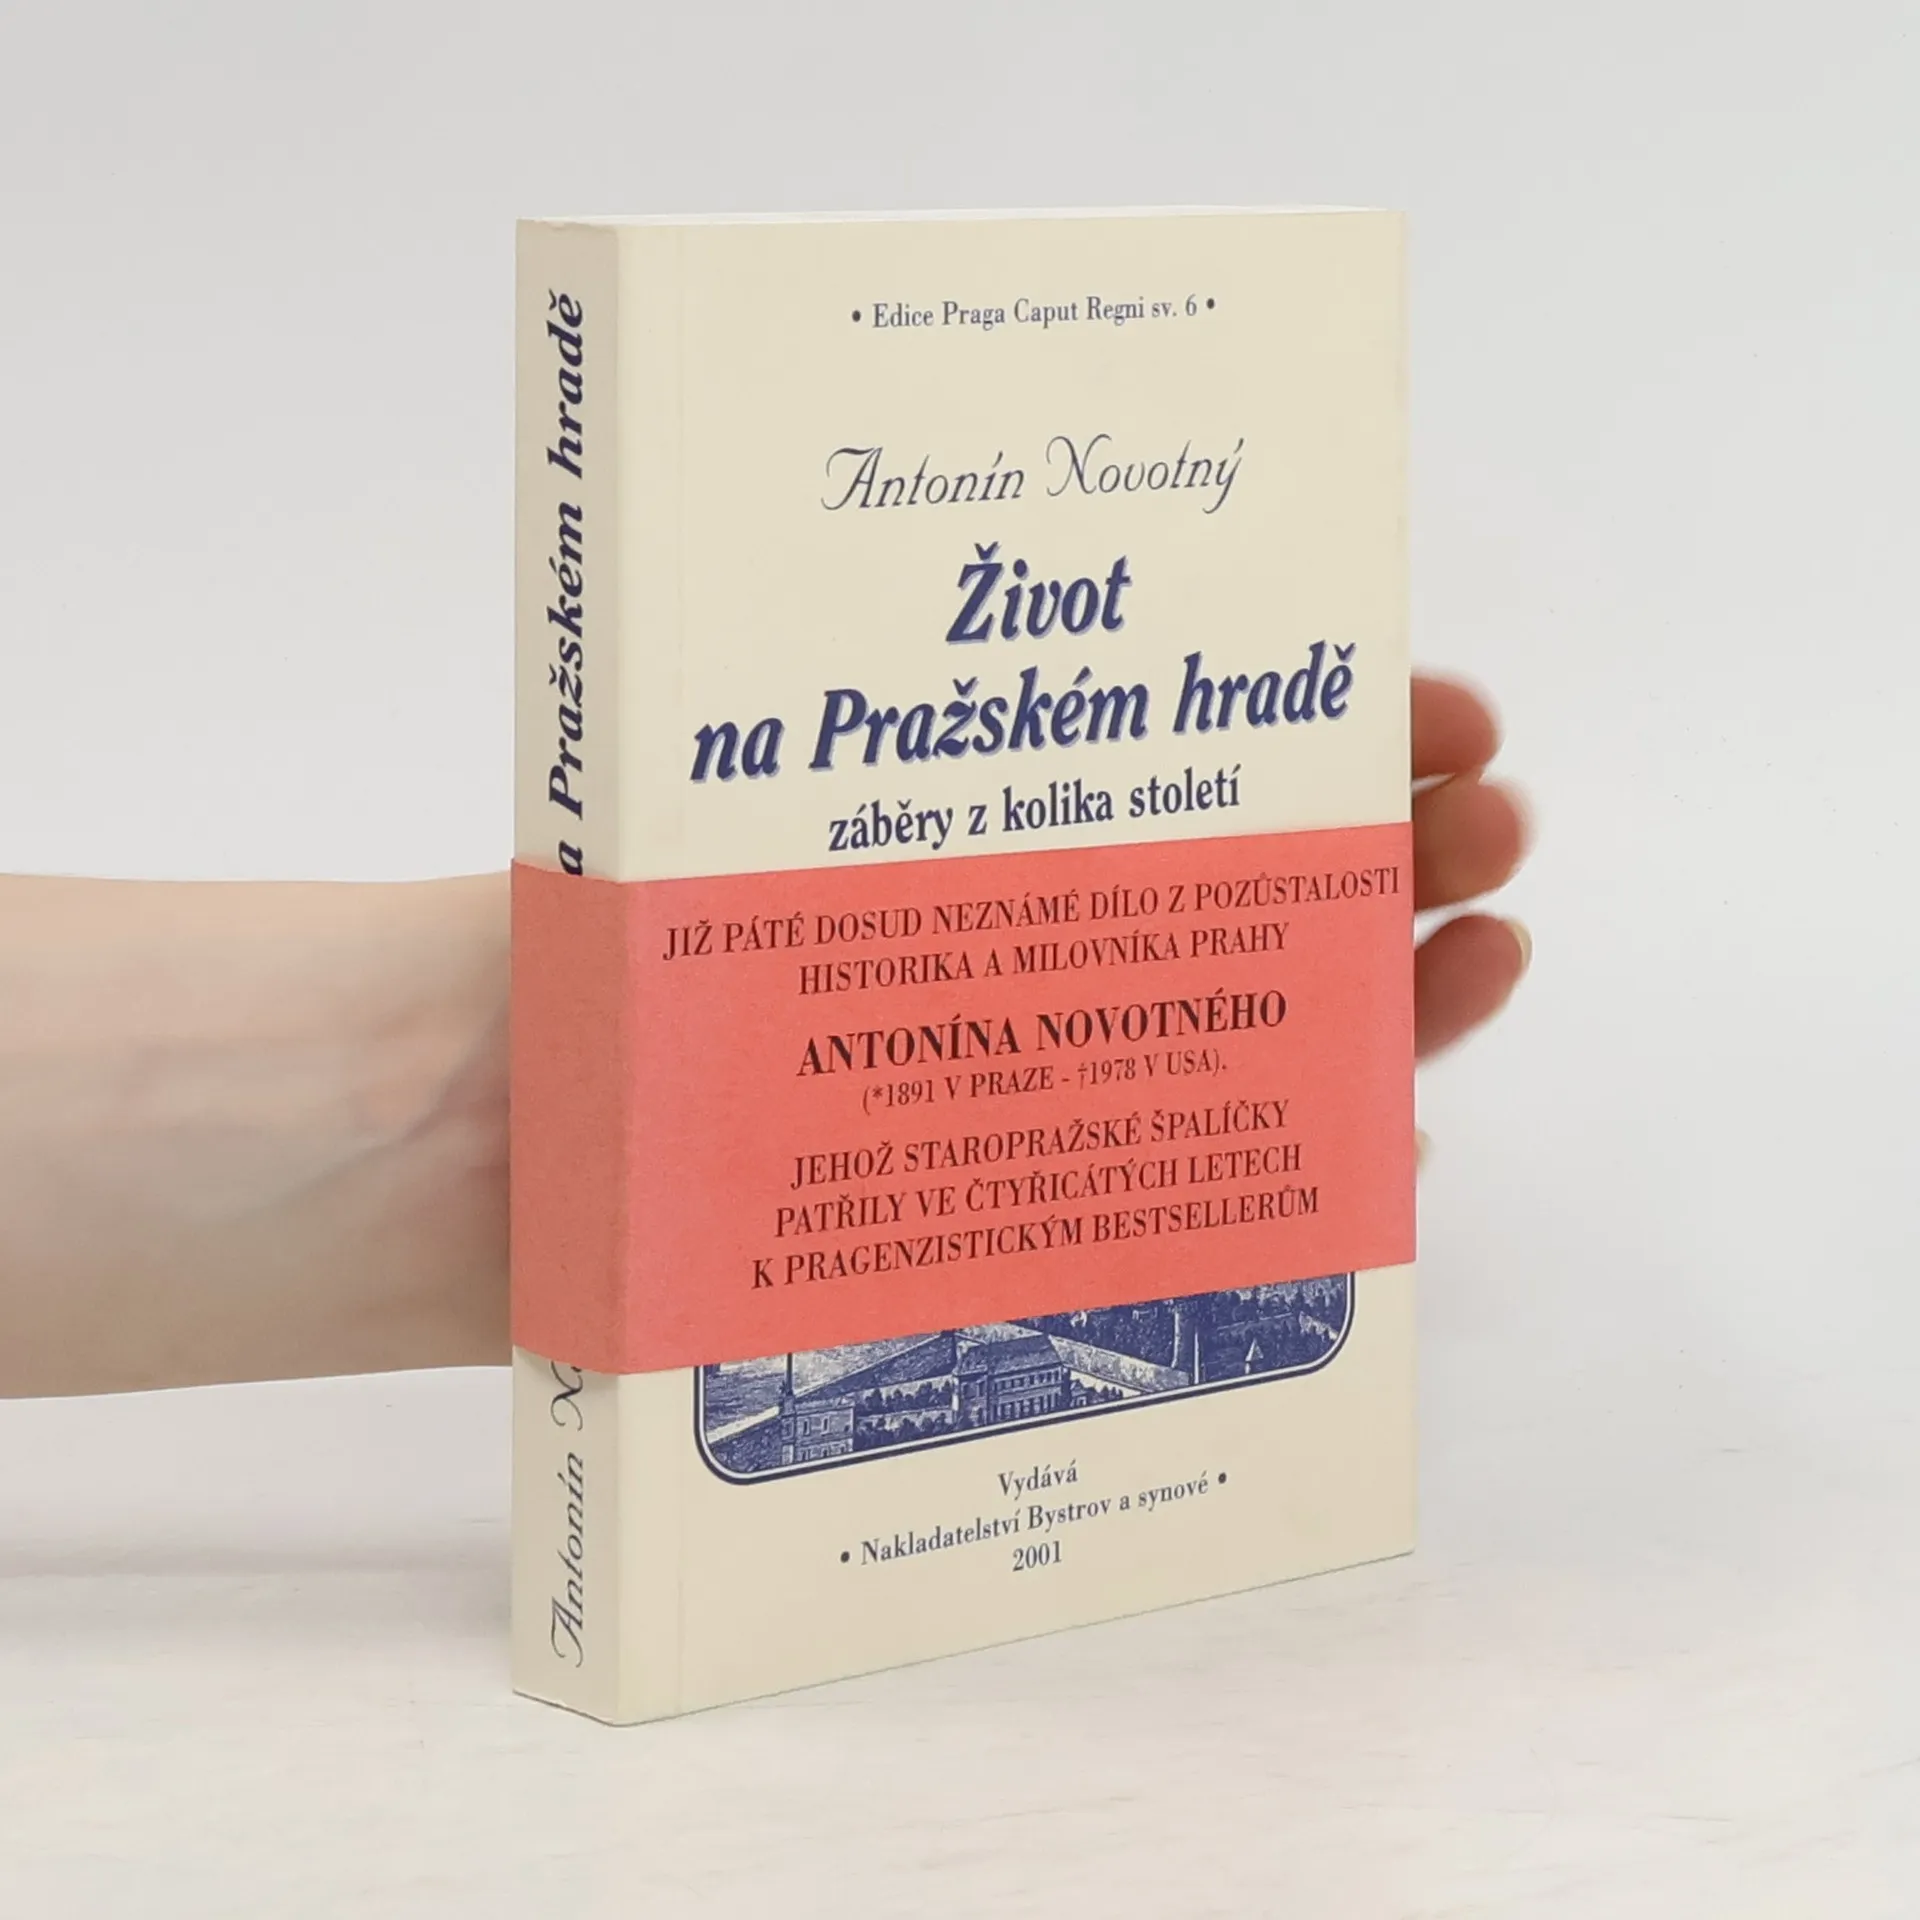 • Edice Praga Caput Regni sv. 6 •
Antonín Novotný
Život
na Pražském hradě
záběry z kolika století
JIŽ PÁTÉ DOSUD NEZNÁMÉ DÍLO Z POZŮSTALOSTI
HISTORIKA A MILOVNÍKA PRAHY
ANTONÍNA NOVOTNÉHO
(*1891 V PRAZE - †1978 V USA).
JEHOŽ STAROPRAŽSKÉ ŠPALÍČKY
PATŘILY VE ČTYŘICÁTÝCH LETECH
K PRAGENZISTICKÝM BESTSELLERŮM
Vydává
• Nakladatelství Bystrov a synové •
2001
Antonín
a Pražském hradě